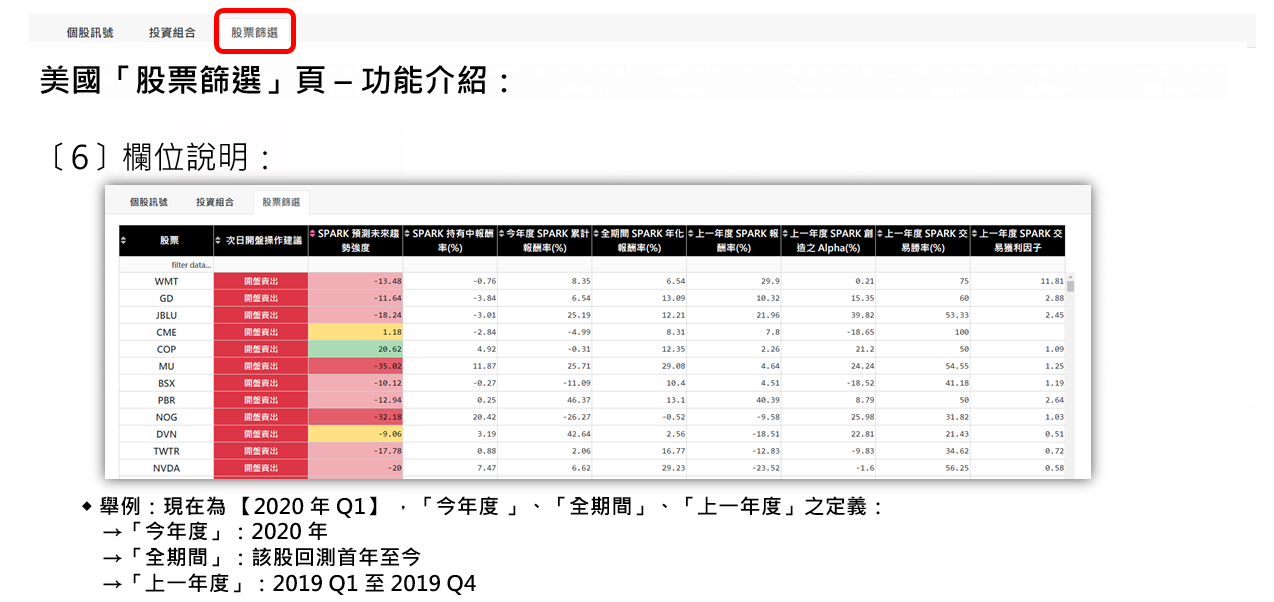 個股訊號 投資組合 股票篩選
美國「股票篩選」頁 – 功能介紹：
〔6〕欄位說明：
個股訊號 投資組合 股票篩選
股票 次日開盤操作建議 SPARK 預測未來趨勢強度 SPARK 持有中報酬率(%) 今年度 SPARK 累計報酬率(%) 全期間 SPARK 年化報酬率(%) 上一年度 SPARK 報酬率(%) 上一年度 SPARK 創造之 Alpha(%) 上一年度 SPARK 交易勝率(%) 上一年度 SPARK 交易獲利因子
filter data...
WMT 開盤賣出 -13.48 -0.76 8.35 6.54 29.9 0.21 75 11.81
GD 開盤賣出 -11.64 -3.84 6.54 13.09 10.32 15.35 60 2.88
JBLU 開盤賣出 -18.24 -3.01 25.19 12.21 21.96 39.82 53.33 2.45
CME 開盤賣出 1.18 -2.84 -4.99 8.31 7.8 -18.65 100
COP 開盤賣出 20.62 4.92 -0.31 12.35 2.26 21.2 50 1.09
MU 開盤賣出 -35.02 11.87 25.71 29.08 4.64 24.24 54.55 1.25
BSX 開盤賣出 -10.12 -0.27 -11.09 10.4 4.51 -18.52 41.18 1.19
PBR 開盤賣出 -12.94 0.25 46.37 13.1 40.39 8.79 50 2.64
NOG 開盤賣出 -32.18 20.42 -26.27 -0.52 -9.58 25.98 31.82 1.03
DVN 開盤賣出 -9.06 3.19 42.64 2.56 -18.51 22.81 21.43 0.51
TWTR 開盤賣出 -17.78 0.88 2.06 16.77 -12.83 -9.83 34.62 0.72
NVDA 開盤賣出 -20 7.47 6.62 29.23 -23.52 -1.6 56.25 0.58
◆ 舉例：現在為【2020 年 Q1】，「今年度 」、「全期間」、「上一年度」之定義：
→「今年度」：2020 年
→「全期間」：該股回測首年至今
→「上一年度」：2019 Q1 至 2019 Q4